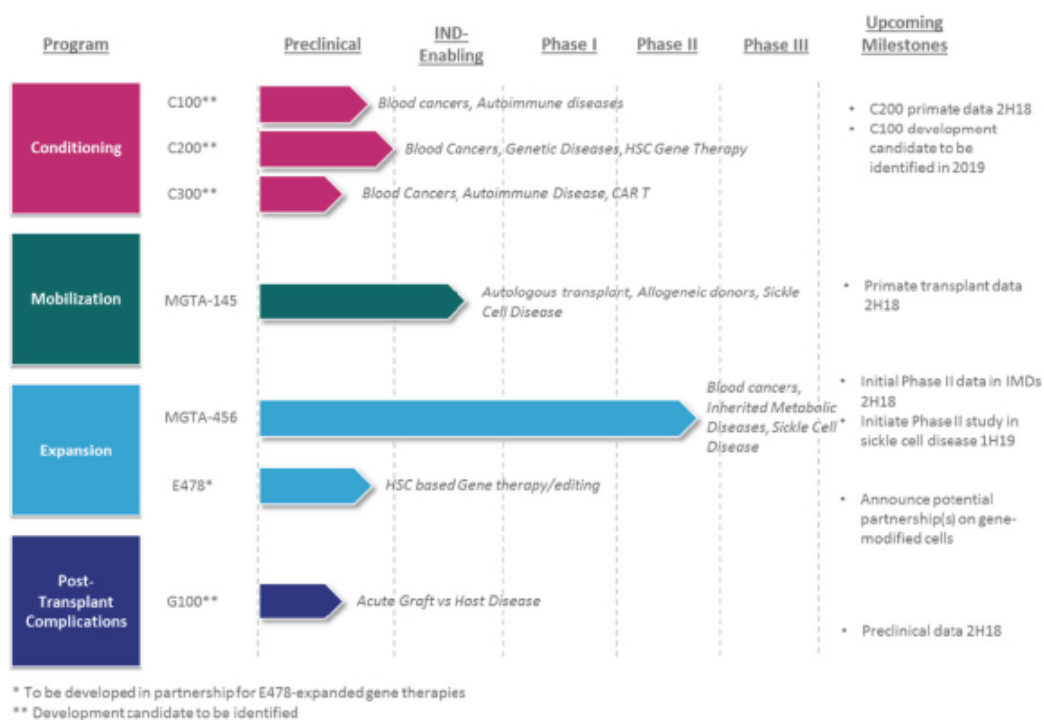 Program
Preclinical
IND-
Enabling
Phase I
Phase II
Phase III
Upcoming
Milestones
Conditioning
C100**
Blood cancers, Autoimmune diseases
C200**
Blood Cancers, Genetic Diseases, HSC Gene Therapy
C300**
Blood Cancers, Autoimmune Disease, CAR T
• C200 primate data 2H18
• C100 development
candidate to be
identified in 2019
Mobilization
MGTA-145
Autologous transplant, Allogeneic donors, Sickle
Cell Disease
• Primate transplant data
2H18
Expansion
MGTA-456
Blood cancers,
Inherited Metabolic
Diseases, Sickle Cell
Disease
• Initial Phase II data in IMDs
2H18
• Initiate Phase II study in
sickle cell disease 1H19
E478*
HSC based Gene therapy/editing
• Announce potential
partnership(s) on gene-
modified cells
Post-
Transplant
Complications
G100**
Acute Graft vs Host Disease
• Preclinical data 2H18
* To be developed in partnership for E478-expanded gene therapies
** Development candidate to be identified